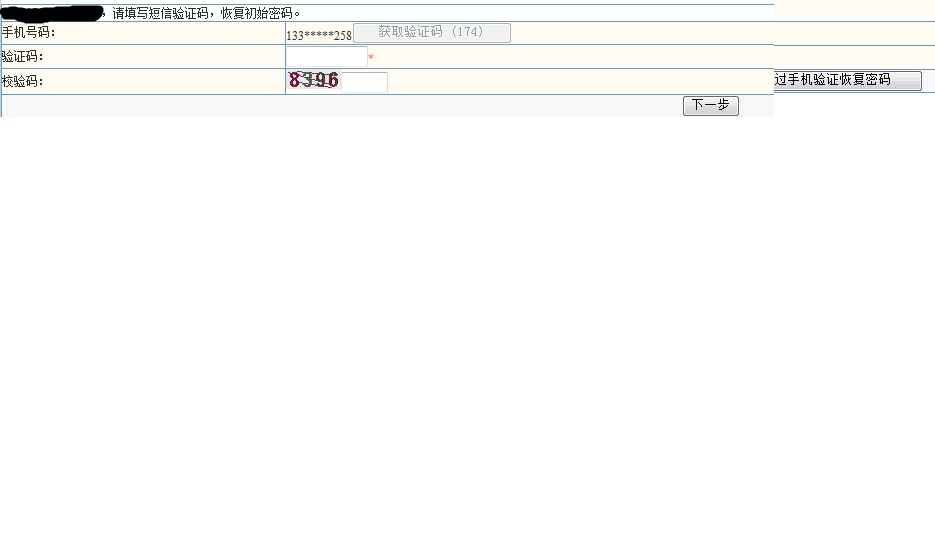 ，请填写短信验证码，恢复初始密码。
手机号码： 133*****258 获取验证码（174）
验证码： *
校验码： 8396 过手机验证恢复密码
下一步